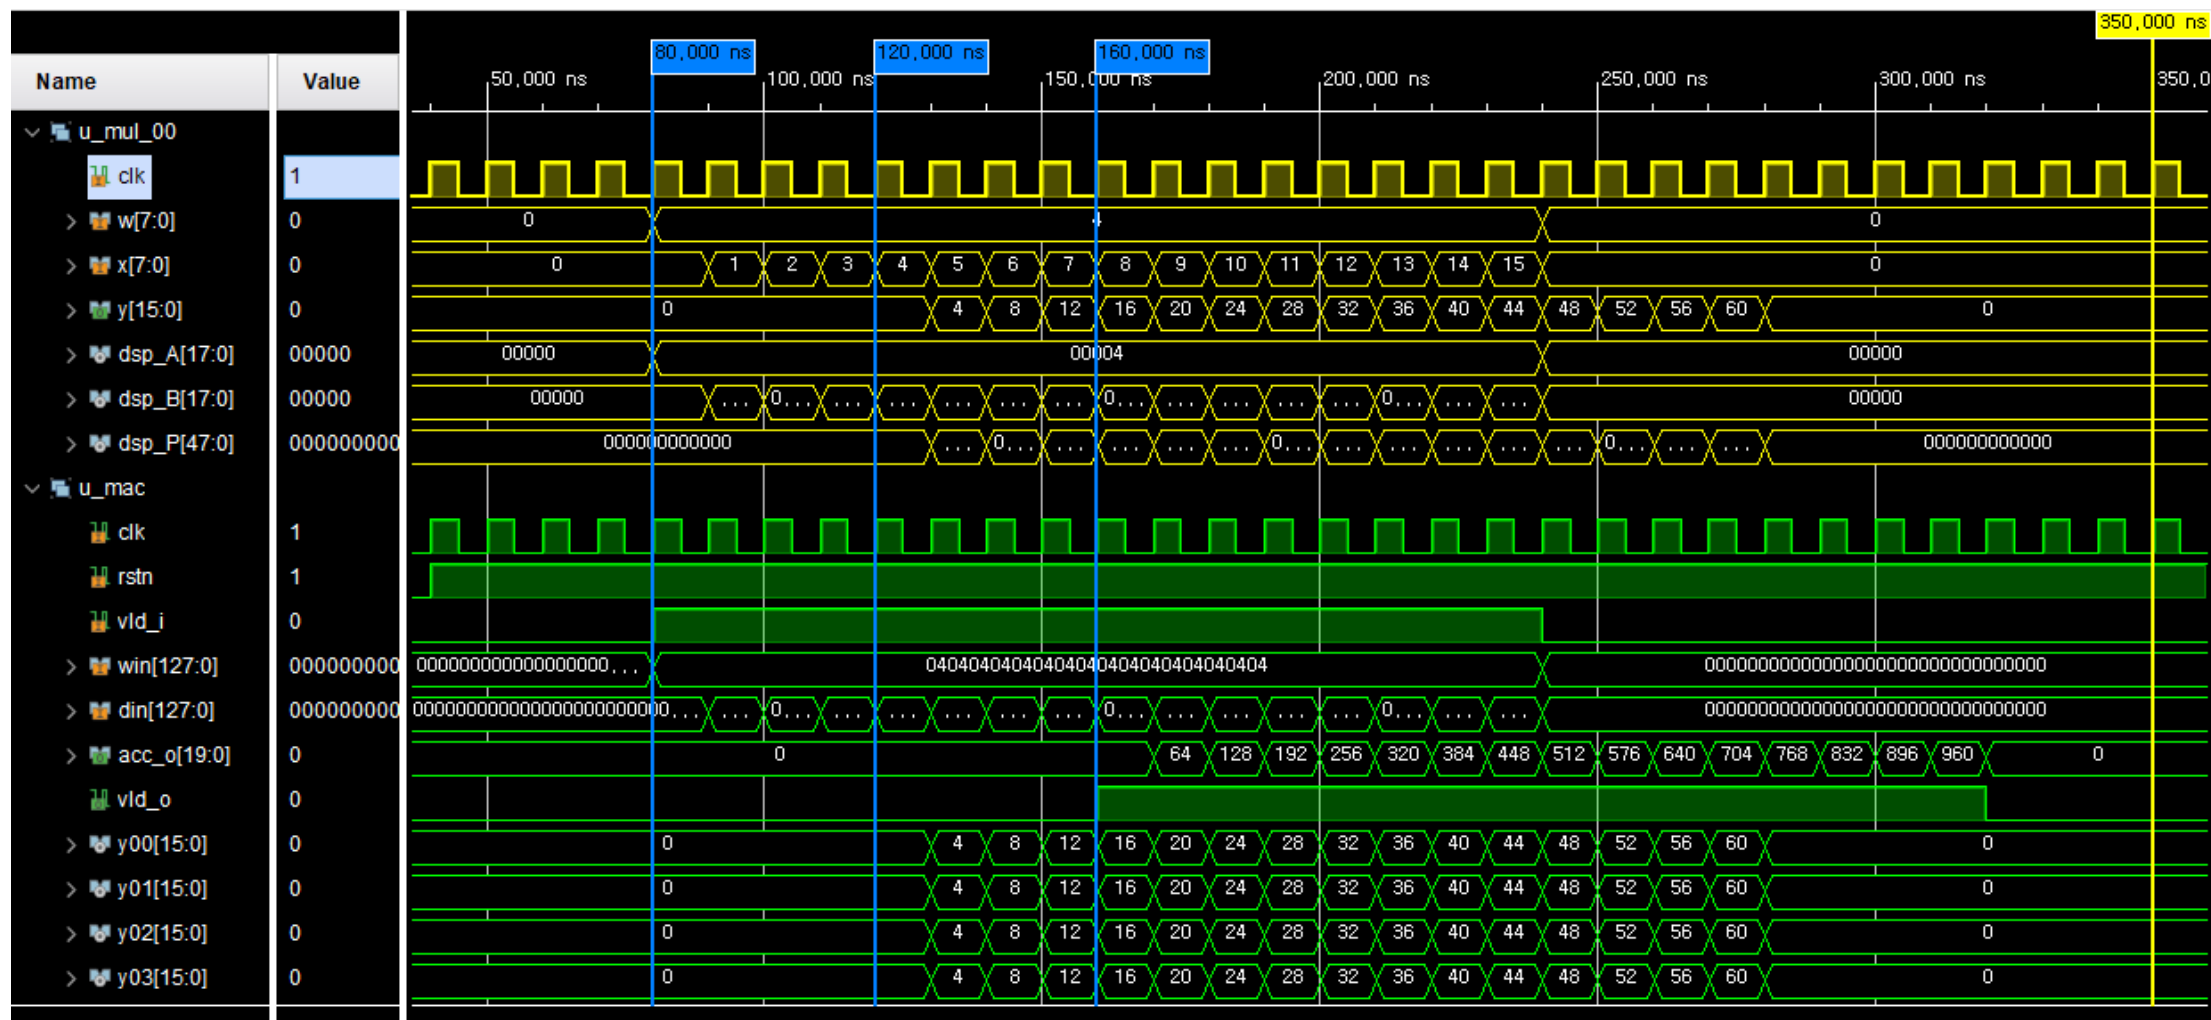 350,000 ns
80,000 ns 120,000 ns 160,000 ns
Name Value 50,000 ns 100,000 ns 150,000 ns 200,000 ns 250,000 ns 300,000 ns 350,0
u_mul_00
clk 1
w[7:0] 0 0 4 0
x[7:0] 0 0 1 2 3 4 5 6 7 8 9 10 11 12 13 14 15 0
y[15:0] 0 0 4 8 12 16 20 24 28 32 36 40 44 48 52 56 60 0
dsp_A[17:0] 00000 00000 00004 00000
dsp_B[17:0] 00000 00000 ... 0... ... ... ... ... ... 0... ... ... ... ... 0... ... ... 00000
dsp_P[47:0] 000000000 000000000000 ... 0... ... ... ... ... 0... ... ... ... ... ... 0... ... ... 000000000000
u_mac
clk 1
rstn 1
vld_i 0
win[127:0] 000000000 0000000000000000000... 04040404040404040404040404040404 00000000000000000000000000000000
din[127:0] 000000000 00000000000000000000000000... ... 0... ... ... ... ... ... 0... ... ... ... ... 0... ... ... 00000000000000000000000000000000
acc_o[19:0] 0 0 64 128 192 256 320 384 448 512 576 640 704 768 832 896 960 0
vld_o 0
y00[15:0] 0 0 4 8 12 16 20 24 28 32 36 40 44 48 52 56 60 0
y01[15:0] 0 0 4 8 12 16 20 24 28 32 36 40 44 48 52 56 60 0
y02[15:0] 0 0 4 8 12 16 20 24 28 32 36 40 44 48 52 56 60 0
y03[15:0] 0 0 4 8 12 16 20 24 28 32 36 40 44 48 52 56 60 0